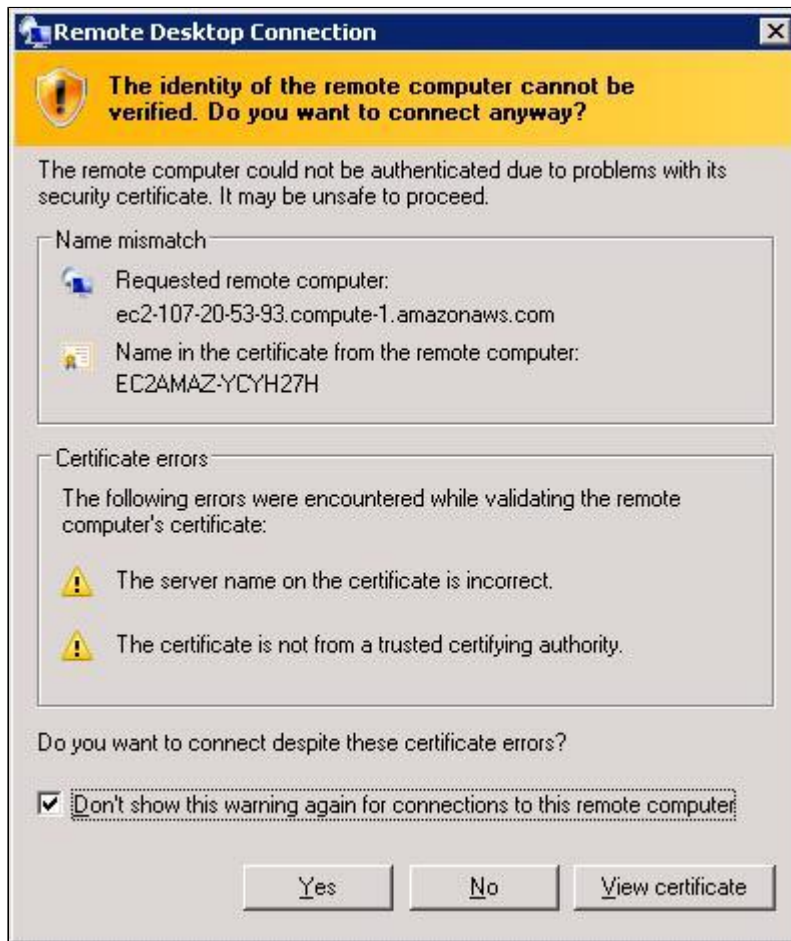 Remote Desktop Connection
The identity of the remote computer cannot be
verified. Do you want to connect anyway?
The remote computer could not be authenticated due to problems with its
security certificate. It may be unsafe to proceed.
Name mismatch
Requested remote computer:
ec2-107-20-53-93.compute-1.amazonaws.com
Name in the certificate from the remote computer:
EC2AMAZ-YCYH27H
Certificate errors
The following errors were encountered while validating the remote
computer's certificate:
The server name on the certificate is incorrect.
The certificate is not from a trusted certifying authority.
Do you want to connect despite these certificate errors?
Don't show this warning again for connections to this remote computer
Yes
No
View certificate